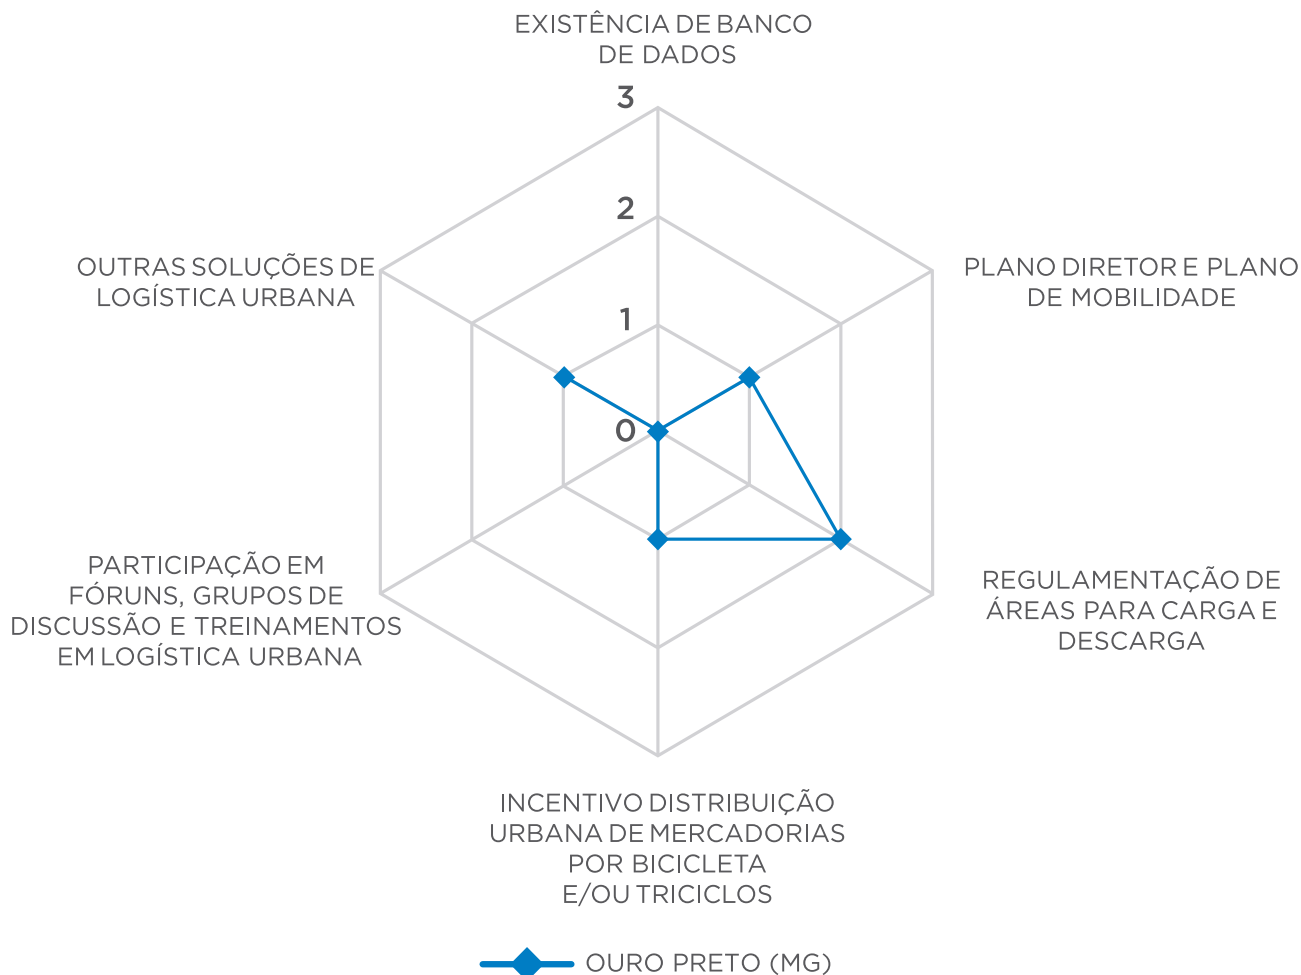 EXISTÊNCIA DE BANCO
DE DADOS
3
2
1
0
OUTRAS SOLUÇÕES DE
LOGÍSTICA URBANA
PLANO DIRETOR E PLANO
DE MOBILIDADE
PARTICIPAÇÃO EM
FÓRUNS, GRUPOS DE
DISCUSSÃO E TREINAMENTOS
EM LOGÍSTICA URBANA
REGULAMENTAÇÃO DE
ÁREAS PARA CARGA E
DESCARGA
INCENTIVO DISTRIBUIÇÃO
URBANA DE MERCADORIAS
POR BICICLETA
E/OU TRICICLOS
OURO PRETO (MG)